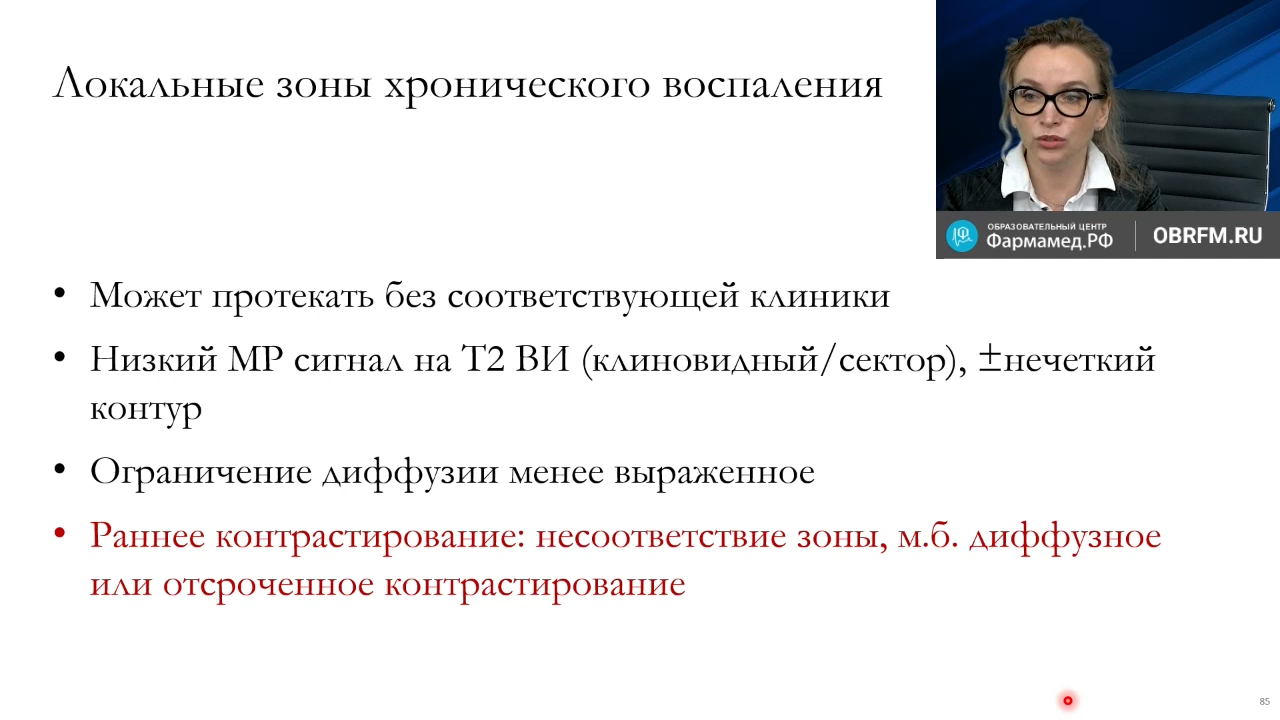 Локальные зоны хронического воспаления
ОБРАЗОВАТЕЛЬНЫЙ ЦЕНТР
Фармамед.РФ
OBRFM.RU
• Может протекать без соответствующей клиники
• Низкий МР сигнал на Т2 ВИ (клиновидный/сектор), ±нечеткий
контур
• Ограничение диффузии менее выраженное
• Раннее контрастирование: несоответствие зоны, м.б. диффузное
или отсроченное контрастирование
85